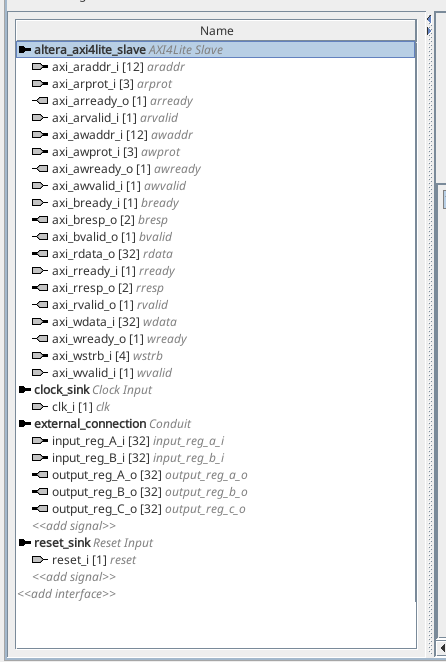 Name
altera_axi4lite_slave AXI4Lite Slave
axi_araddr_i [12] araddr
axi_arprot_i [3] arprot
axi_arready_o [1] arready
axi_arvalid_i [1] arvalid
axi_awaddr_i [12] awaddr
axi_awprot_i [3] awprot
axi_awready_o [1] awready
axi_awvalid_i [1] awvalid
axi_bready_i [1] bready
axi_bresp_o [2] bresp
axi_bvalid_o [1] bvalid
axi_rdata_o [32] rdata
axi_rready_i [1] rready
axi_rresp_o [2] rresp
axi_rvalid_o [1] rvalid
axi_wdata_i [32] wdata
axi_wready_o [1] wready
axi_wstrb_i [4] wstrb
axi_wvalid_i [1] wvalid
clock_sink Clock Input
clk_i [1] clk
external_connection Conduit
input_reg_A_i [32] input_reg_a_i
input_reg_B_i [32] input_reg_b_i
output_reg_A_o [32] output_reg_a_o
output_reg_B_o [32] output_reg_b_o
output_reg_C_o [32] output_reg_c_o
<<add signal>>
reset_sink Reset Input
reset_i [1] reset
<<add signal>>
<<add interface>>